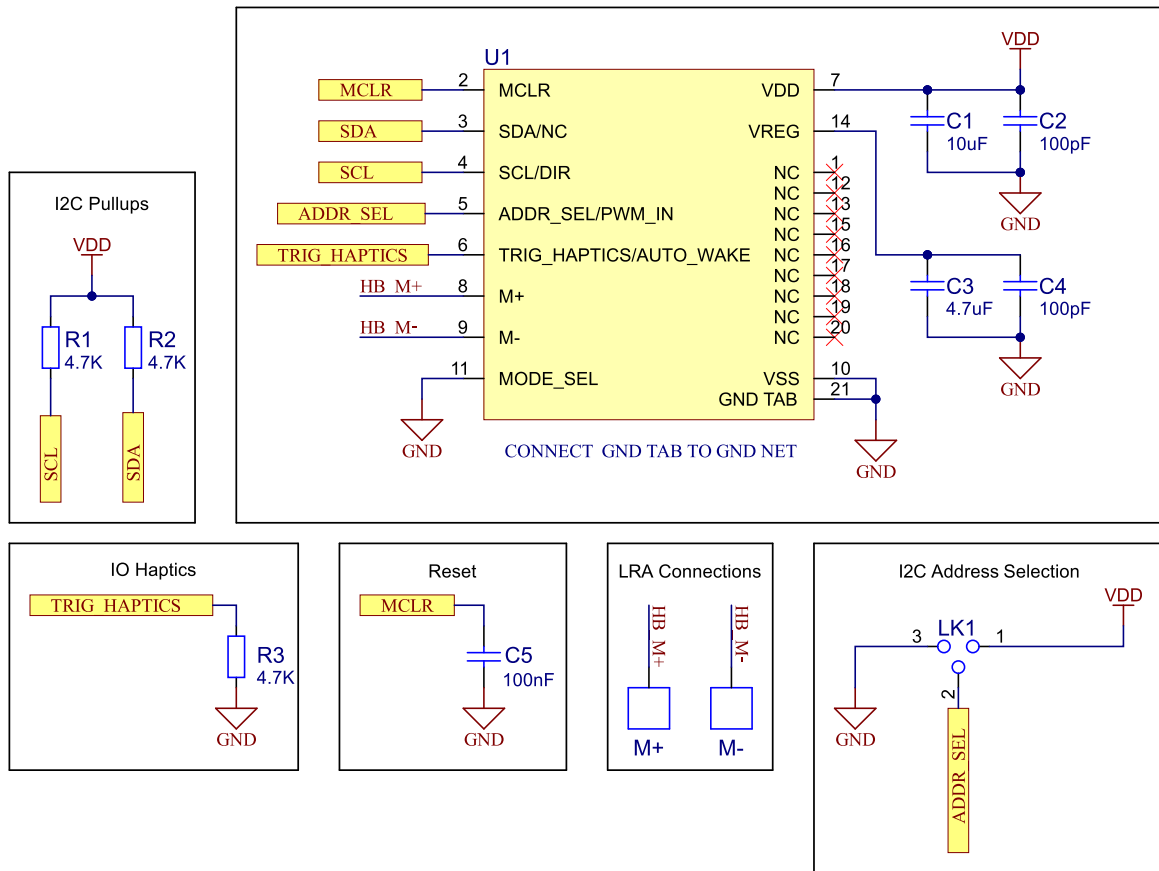 U1
MCLR
2
MCLR
SDA
3
SDA/NC
SCL
4
SCL/DIR
ADDR_SEL
5
ADDR_SEL/PWM_IN
TRIG_HAPTICS
6
TRIG_HAPTICS/AUTO_WAKE
HB_M+
8
M+
HB_M-
9
M-
11
MODE_SEL
GND
VDD
7
VREG
14
NC
1
NC
12
NC
13
NC
15
NC
16
NC
17
NC
18
NC
19
NC
20
VSS
10
GND TAB
21
GND
VDD
C1
10uF
C2
100pF
GND
C3
4.7uF
C4
100pF
GND
CONNECT GND TAB TO GND NET
I2C Pullups
VDD
R1
4.7K
R2
4.7K
SCL
SDA
IO Haptics
TRIG_HAPTICS
R3
4.7K
GND
Reset
MCLR
C5
100nF
GND
LRA Connections
HB_M+
HB_M-
M+
M-
I2C Address Selection
VDD
LK1
3
1
2
GND
ADDR_SEL